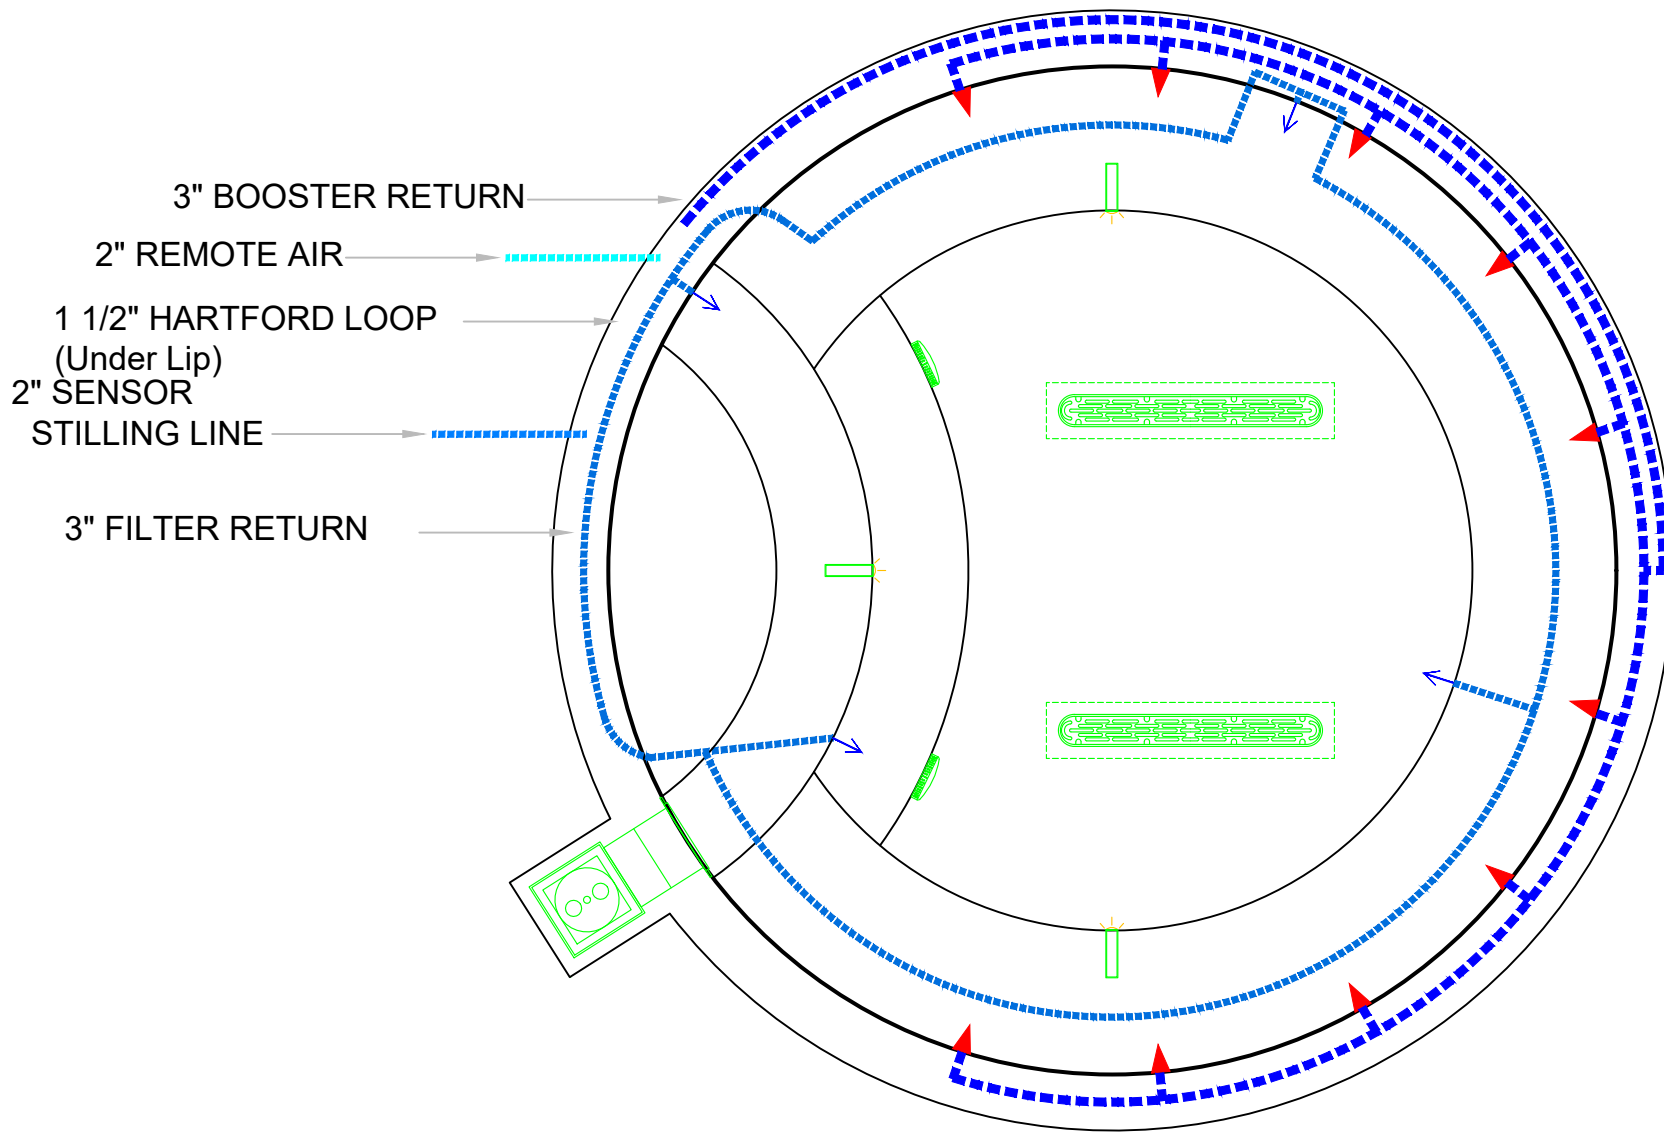 3" BOOSTER RETURN
2" REMOTE AIR
1 1/2" HARTFORD LOOP
(Under Lip)
2" SENSOR
STILLING LINE
3" FILTER RETURN